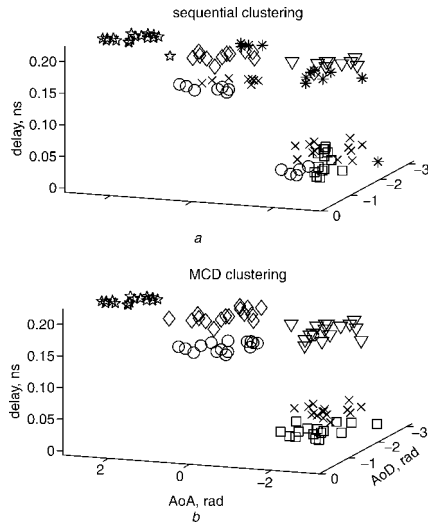 sequential clustering
delay, ns
0.20
0.15
0.10
0.05
0
0
−1
−2
−3
a
MCD clustering
delay, ns
0.20
0.15
0.10
0.05
0
2
0
−2
AoA, rad
0
−1
−2
−3
AoD, rad
b